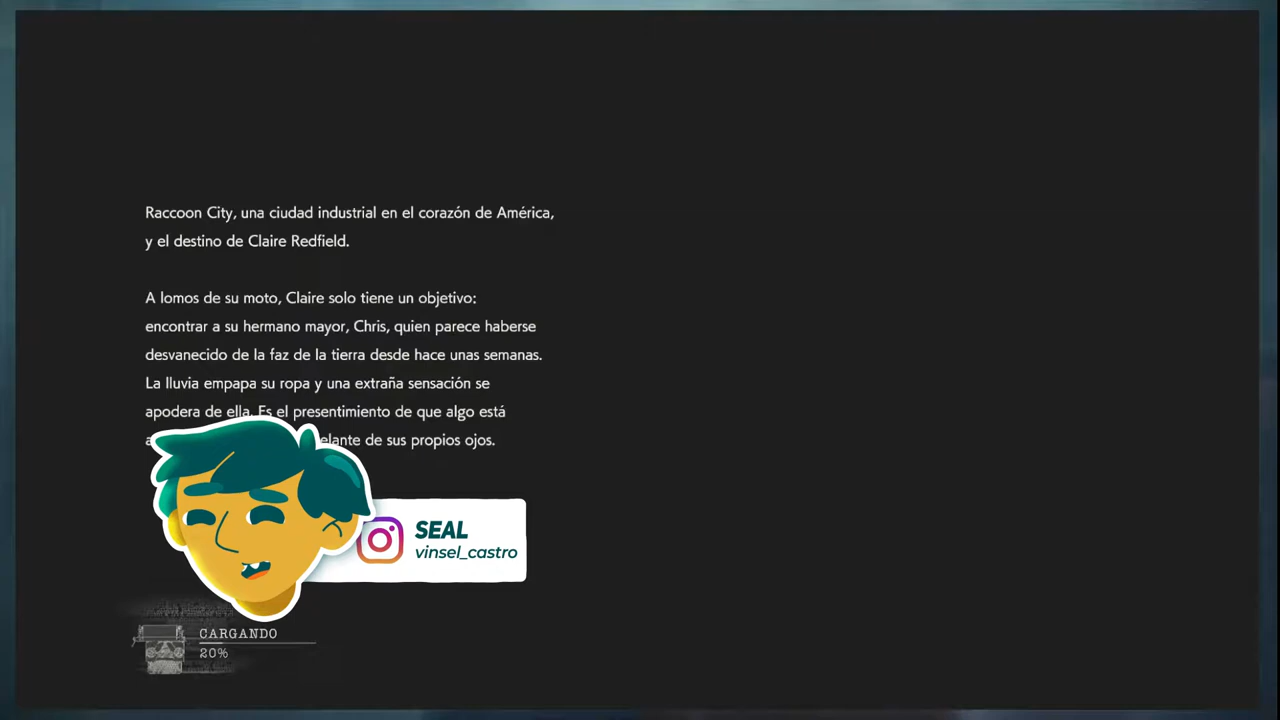 Raccoon City, una ciudad industrial en el corazón de América,
y el destino de Claire Redfield.
A lomos de su moto, Claire solo tiene un objetivo:
encontrar a su hermano mayor, Chris, quien parece haberse
desvanecido de la faz de la tierra desde hace unas semanas.
La lluvia empapa su ropa y una extraña sensación se
apodera de ella. Es el presentimiento de que algo está
de sus propios ojos.
SEAL
vinsel_castro
CARGANDO
20%